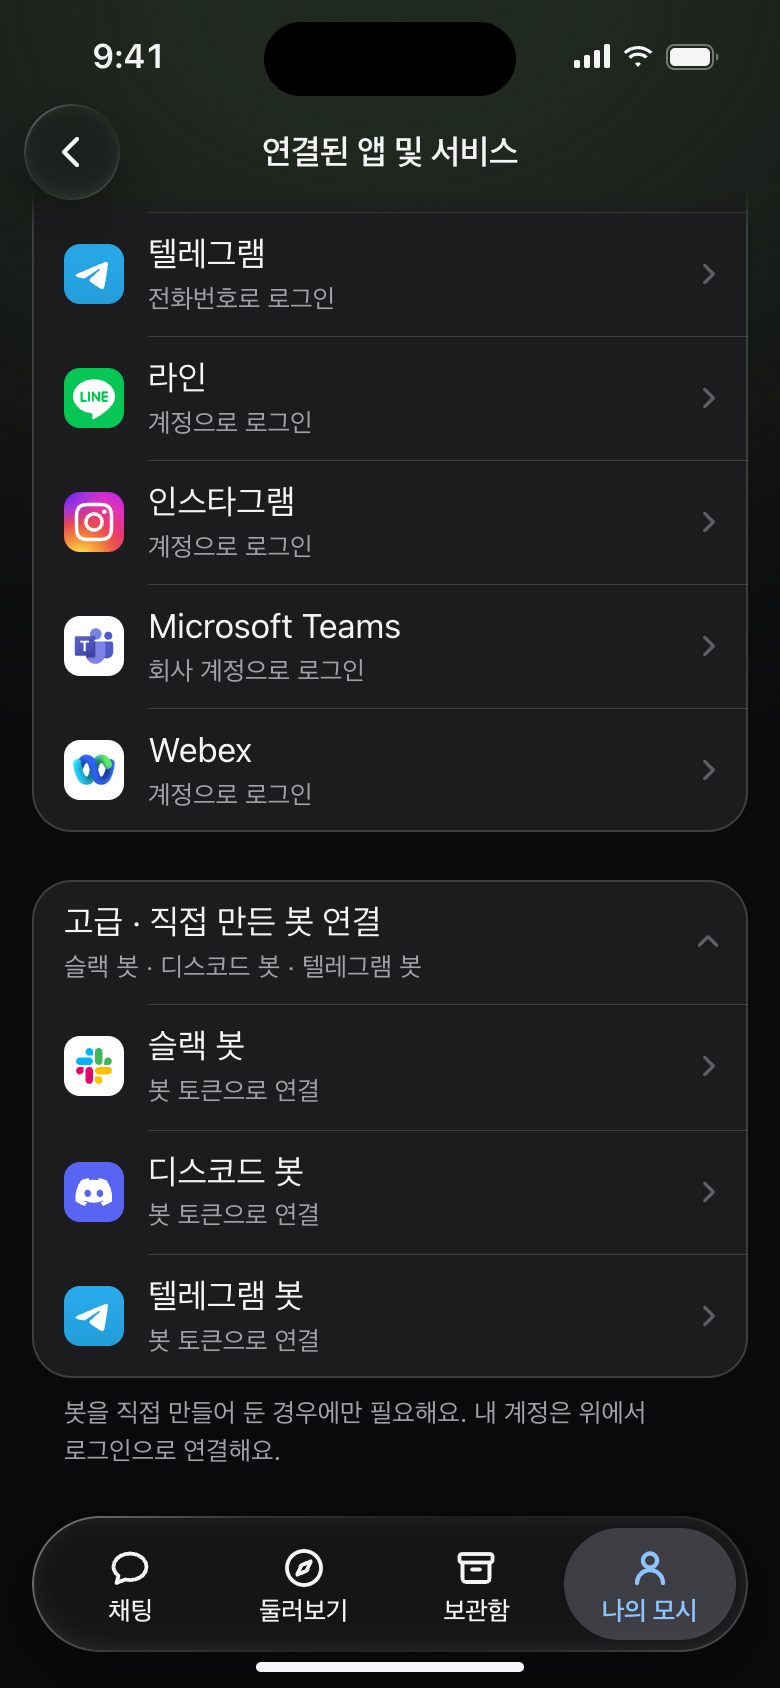 9:41
연결된 앱 및 서비스
텔레그램
전화번호로 로그인
LINE
라인
계정으로 로그인
인스타그램
계정으로 로그인
T
Microsoft Teams
회사 계정으로 로그인
Webex
계정으로 로그인
고급 · 직접 만든 봇 연결
슬랙 봇 · 디스코드 봇 · 텔레그램 봇
슬랙 봇
봇 토큰으로 연결
디스코드 봇
봇 토큰으로 연결
텔레그램 봇
봇 토큰으로 연결
봇을 직접 만들어 둔 경우에만 필요해요. 내 계정은 위에서
로그인으로 연결해요.
채팅
둘러보기
보관함
나의 모시